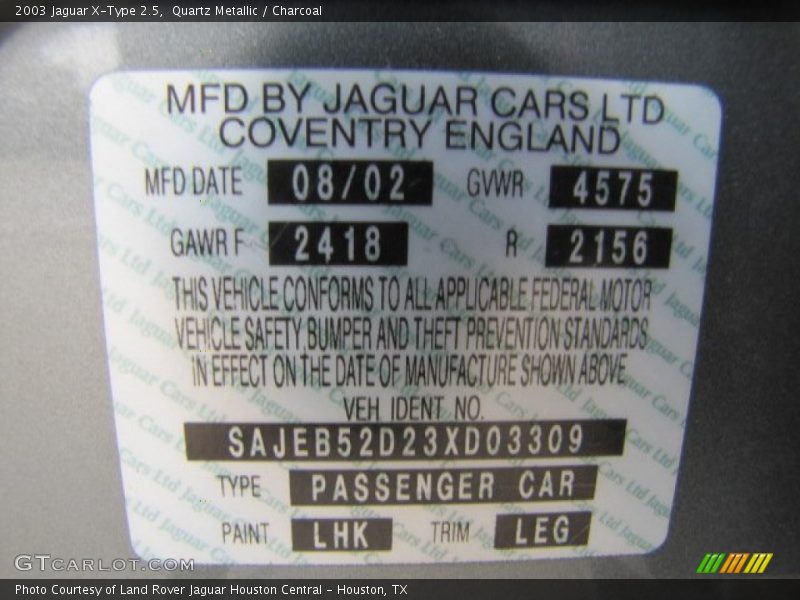 2003 Jaguar X-Type 2.5, Quartz Metallic / Charcoal
MFD BY JAGUAR CARS LTD
COVENTRY ENGLAND
MFD DATE 08/02 GVWR 4575
GAWR F 2418 R 2156
THIS VEHICLE CONFORMS TO ALL APPLICABLE FEDERAL MOTOR
VEHICLE SAFETY, BUMPER AND THEFT PREVENTION STANDARDS
IN EFFECT ON THE DATE OF MANUFACTURE SHOWN ABOVE
VEH. IDENT. NO.
SAJEB52D23XD03309
TYPE PASSENGER CAR
PAINT LHK TRIM LEG
GTCARLOT.COM
Photo Courtesy of Land Rover Jaguar Houston Central - Houston, TX